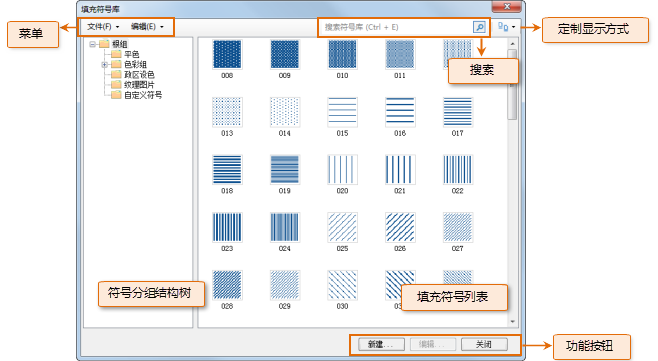 填充符号库
菜单
文件(F)
编辑(E)
搜索符号库 (Ctrl + E)
定制显示方式
搜索
根组
平色
色彩组
政区设色
纹理图片
自定义符号
008 009 010 011
013 014 015 016 017
018 019 020 021 022
023 024 025 026 027
028 029 030
符号分组结构树
填充符号列表
新建...
编辑...
关闭
功能按钮